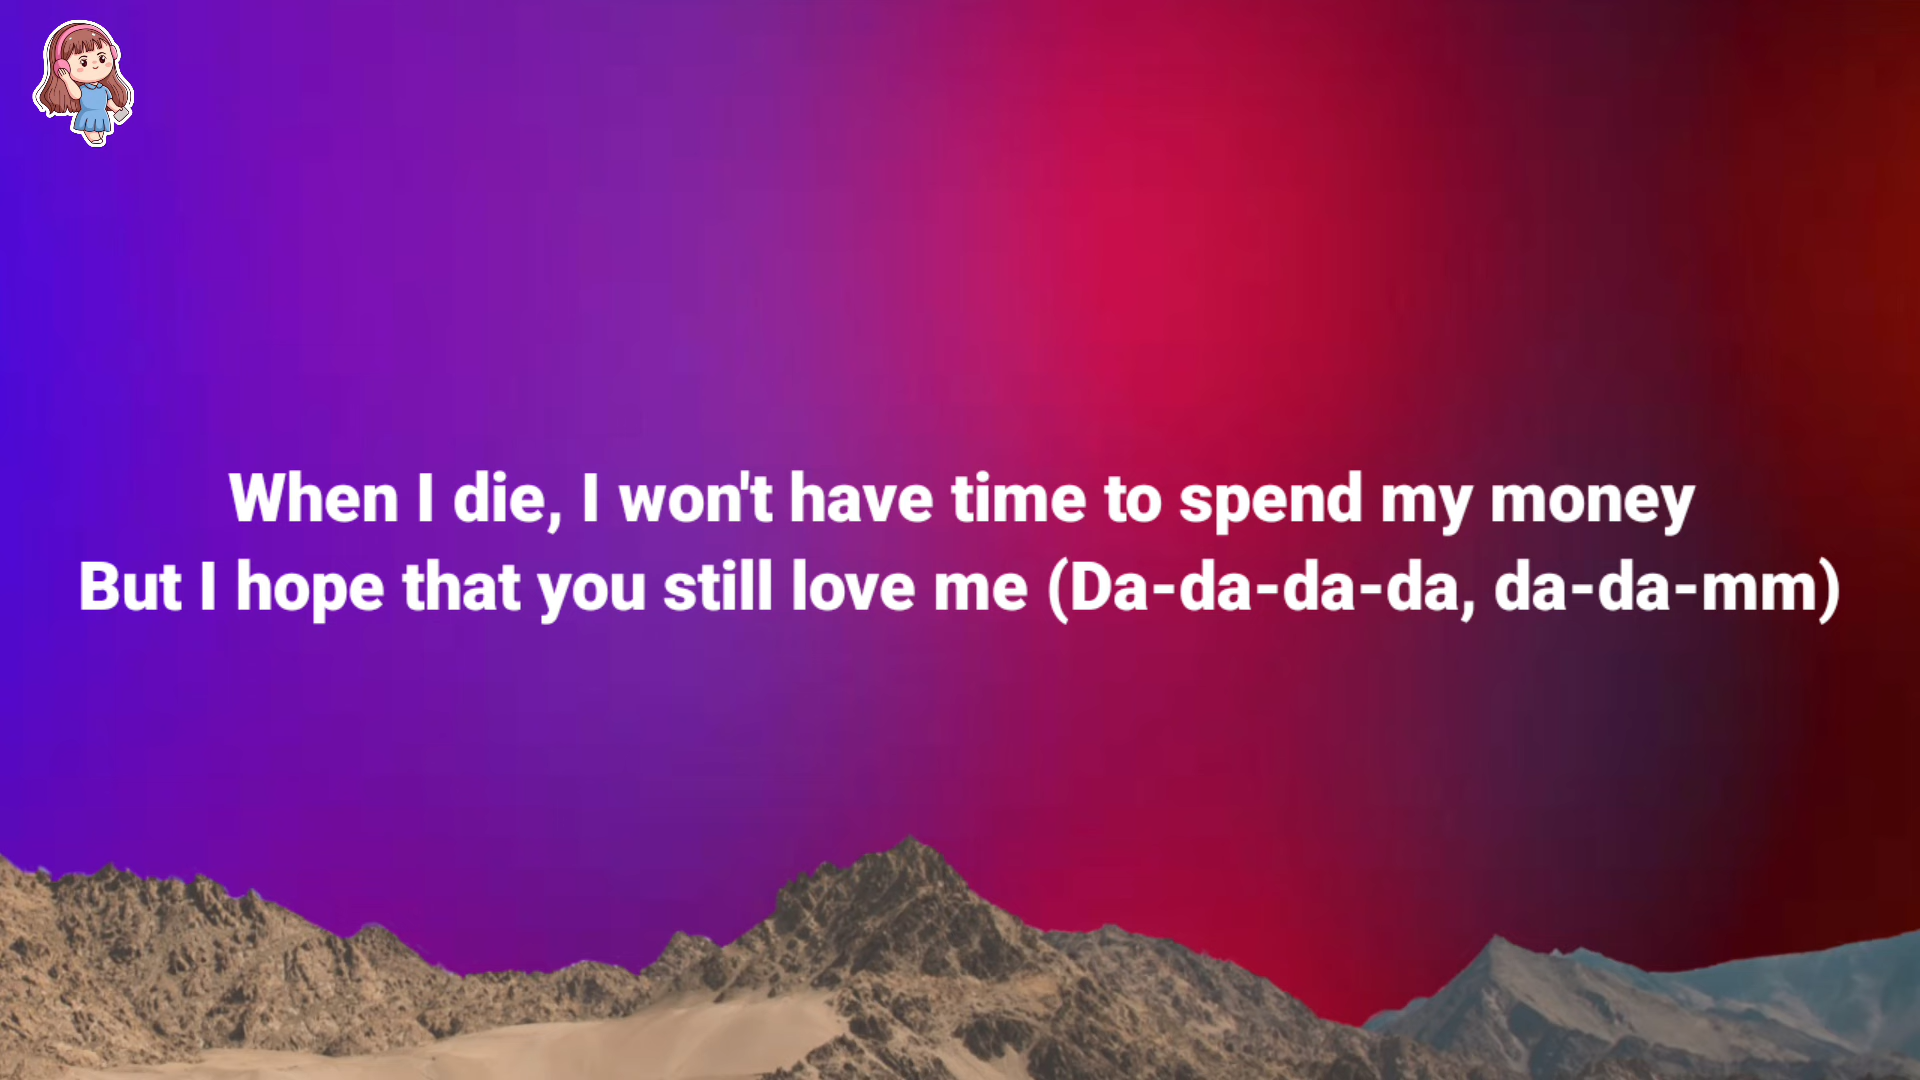 When I die, I won't have time to spend my money
But I hope that you still love me (Da-da-da-da, da-da-mm)